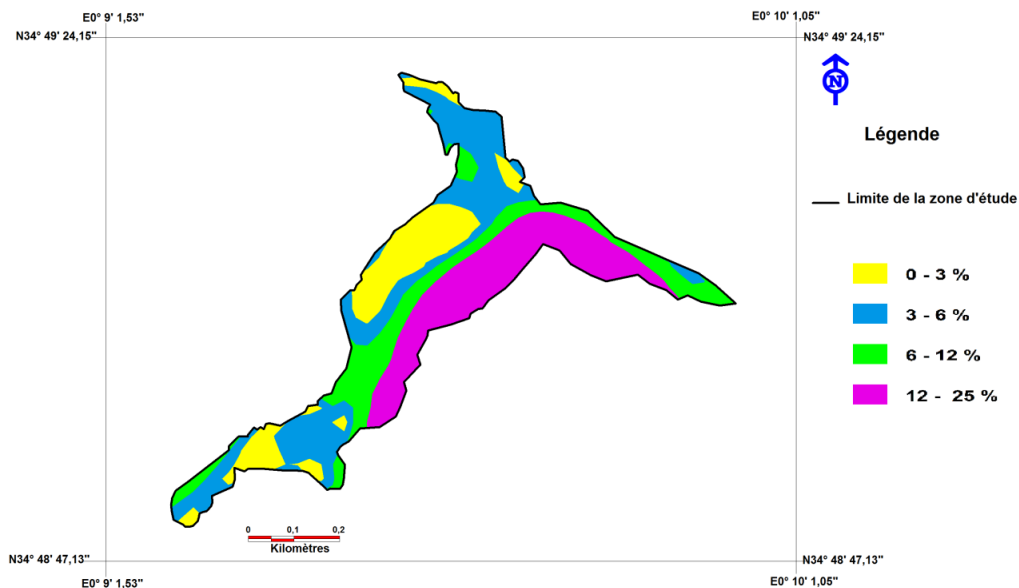 E0° 9' 1,53"
E0° 10' 1,05"
N34° 49' 24,15"
N34° 49' 24,15"
N
Légende
Limite de la zone d'étude
0 - 3 %
3 - 6 %
6 - 12 %
12 - 25 %
0 0,1 0,2
Kilomètres
N34° 48' 47,13"
N34° 48' 47,13"
E0° 9' 1,53"
E0° 10' 1,05"